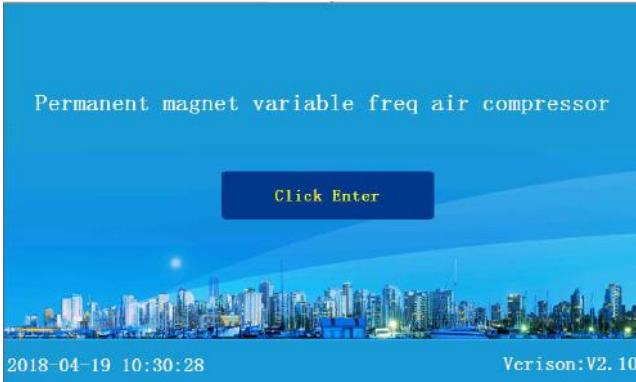 Permanent magnet variable freq air compressor
Click Enter
2018-04-19 10:30:28
Verison:V2.10